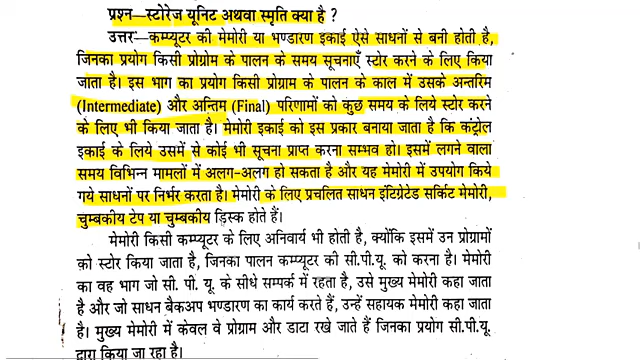 प्रश्न—स्टोरेज यूनिट अथवा स्मृति क्या है ?
उत्तर— कम्प्यूटर की मेमोरी या भण्डारण इकाई ऐसे साधनों से बनी होती है,
जिनका प्रयोग किसी प्रोग्रोम के पालन के समय सूचनाएँ स्टोर करने के लिए किया
जाता है। इस भाग का प्रयोग किसी प्रोग्राम के पालन के काल में उसके अन्तरिम
(Intermediate) और अन्तिम (Final) परिणामों को कुछ समय के लिये स्टोर करने
के लिए भी किया जाता है। मेमोरी इकाई को इस प्रकार बनाया जाता है कि कंट्रोल
इकाई के लिये उसमें से कोई भी सूचना प्राप्त करना सम्भव हो। इसमें लगने वाला
समय विभिन्न मामलों में अलग-अलग हो सकता है और यह मेमोरी में उपयोग किये
गये साधनों पर निर्भर करता है। मेमोरी के लिए प्रचलित साधन इंटिग्रेटेड सर्किट मेमोरी,
चुम्बकीय टेप या चुम्बकीय डिस्क होते हैं।
मेमोरी किसी कम्प्यूटर के लिए अनिवार्य भी होती है, क्योंकि इसमें उन प्रोग्रामों
को स्टोर किया जाता है, जिनका पालन कम्प्यूटर की सी.पी.यू. को करना है। मेमोरी
का वह भाग जो सी. पी. यू. के सीधे सम्पर्क में रहता है, उसे मुख्य मेमोरी कहा जाता
है और जो साधन बैकअप भण्डारण का कार्य करते हैं, उन्हें सहायक मेमोरी कहा जाता
है। मुख्य मेमोरी में केवल वे प्रोग्राम और डाटा रखे जाते हैं जिनका प्रयोग सी.पी.यू.
द्वारा किया जा रहा है।